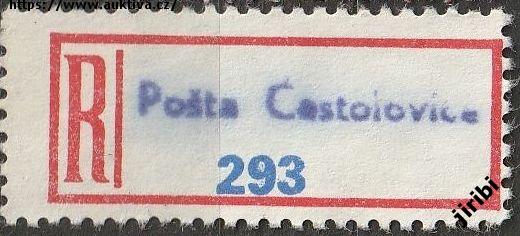 https://www.auktiva.cz/
R
Pošta Častolovice
293
jiribi